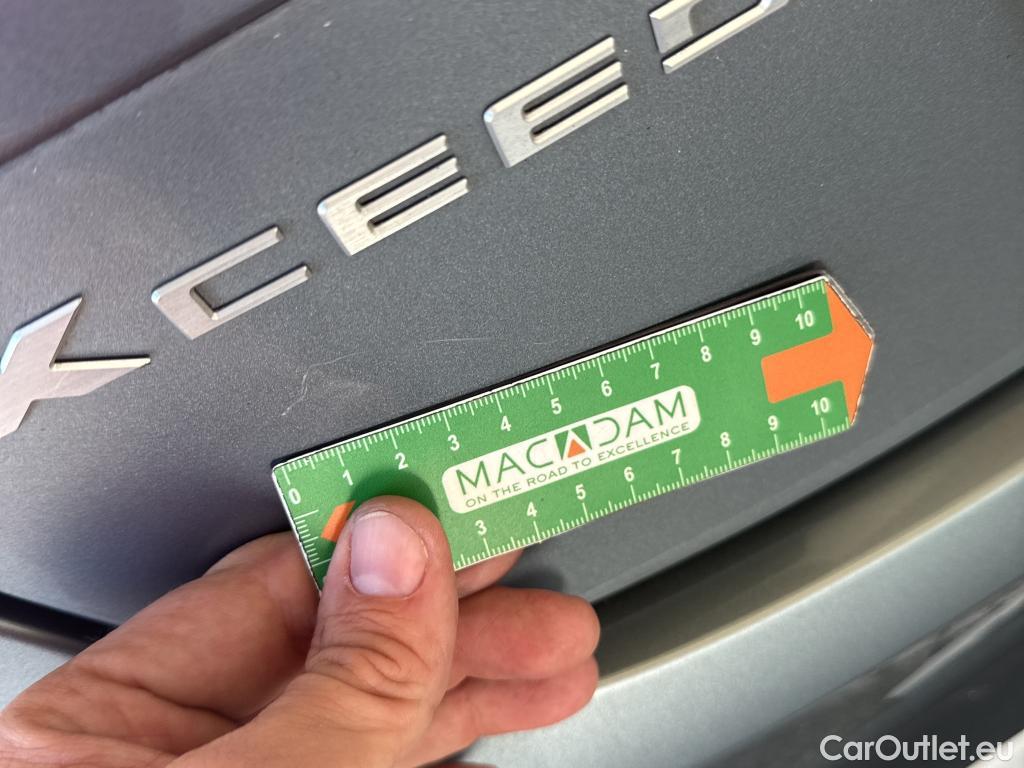 XCEED
0 1 2 3 4 5 6 7 8 9 10
MACADAM
ON THE ROAD TO EXCELLENCE
3 4 5 6 7 8 9 10
CarOutlet.eu